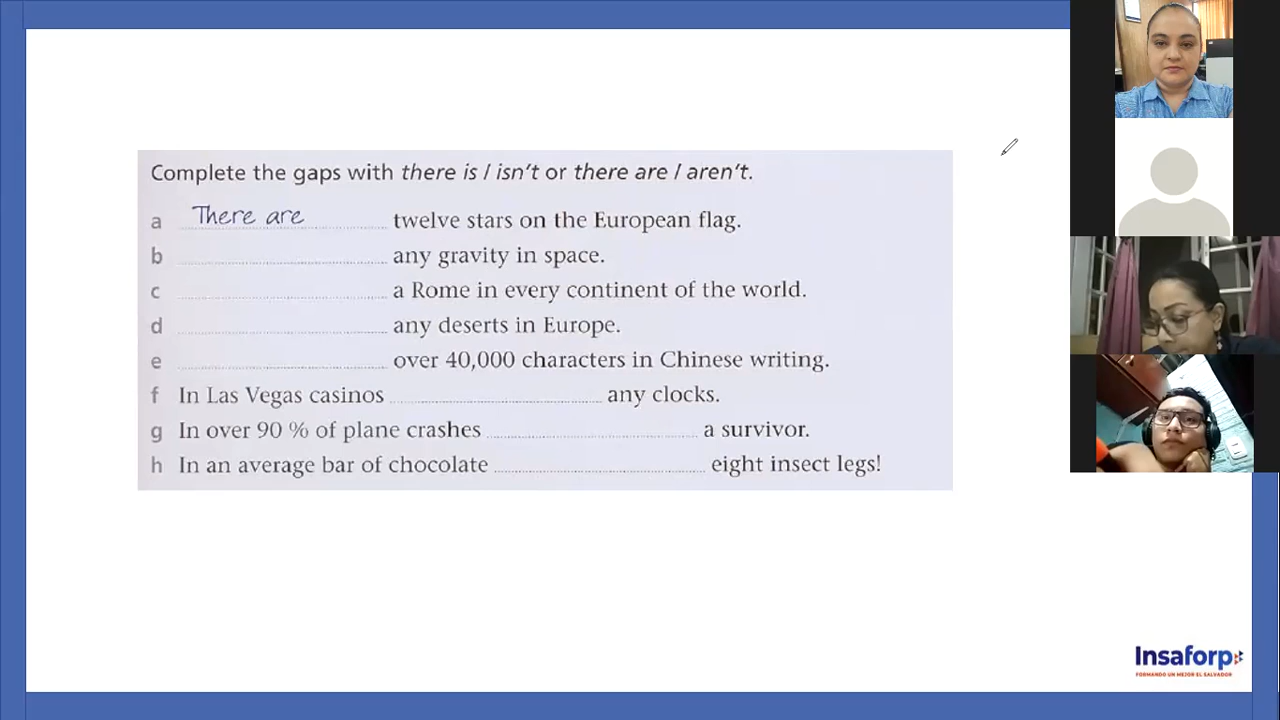 Complete the gaps with there is / isn't or there are / aren't.
a There are twelve stars on the European flag.
b any gravity in space.
c a Rome in every continent of the world.
d any deserts in Europe.
e over 40,000 characters in Chinese writing.
f In Las Vegas casinos any clocks.
g In over 90 % of plane crashes a survivor.
h In an average bar of chocolate eight insect legs!
Insaforp
FORMANDO UN MEJOR EL SALVADOR